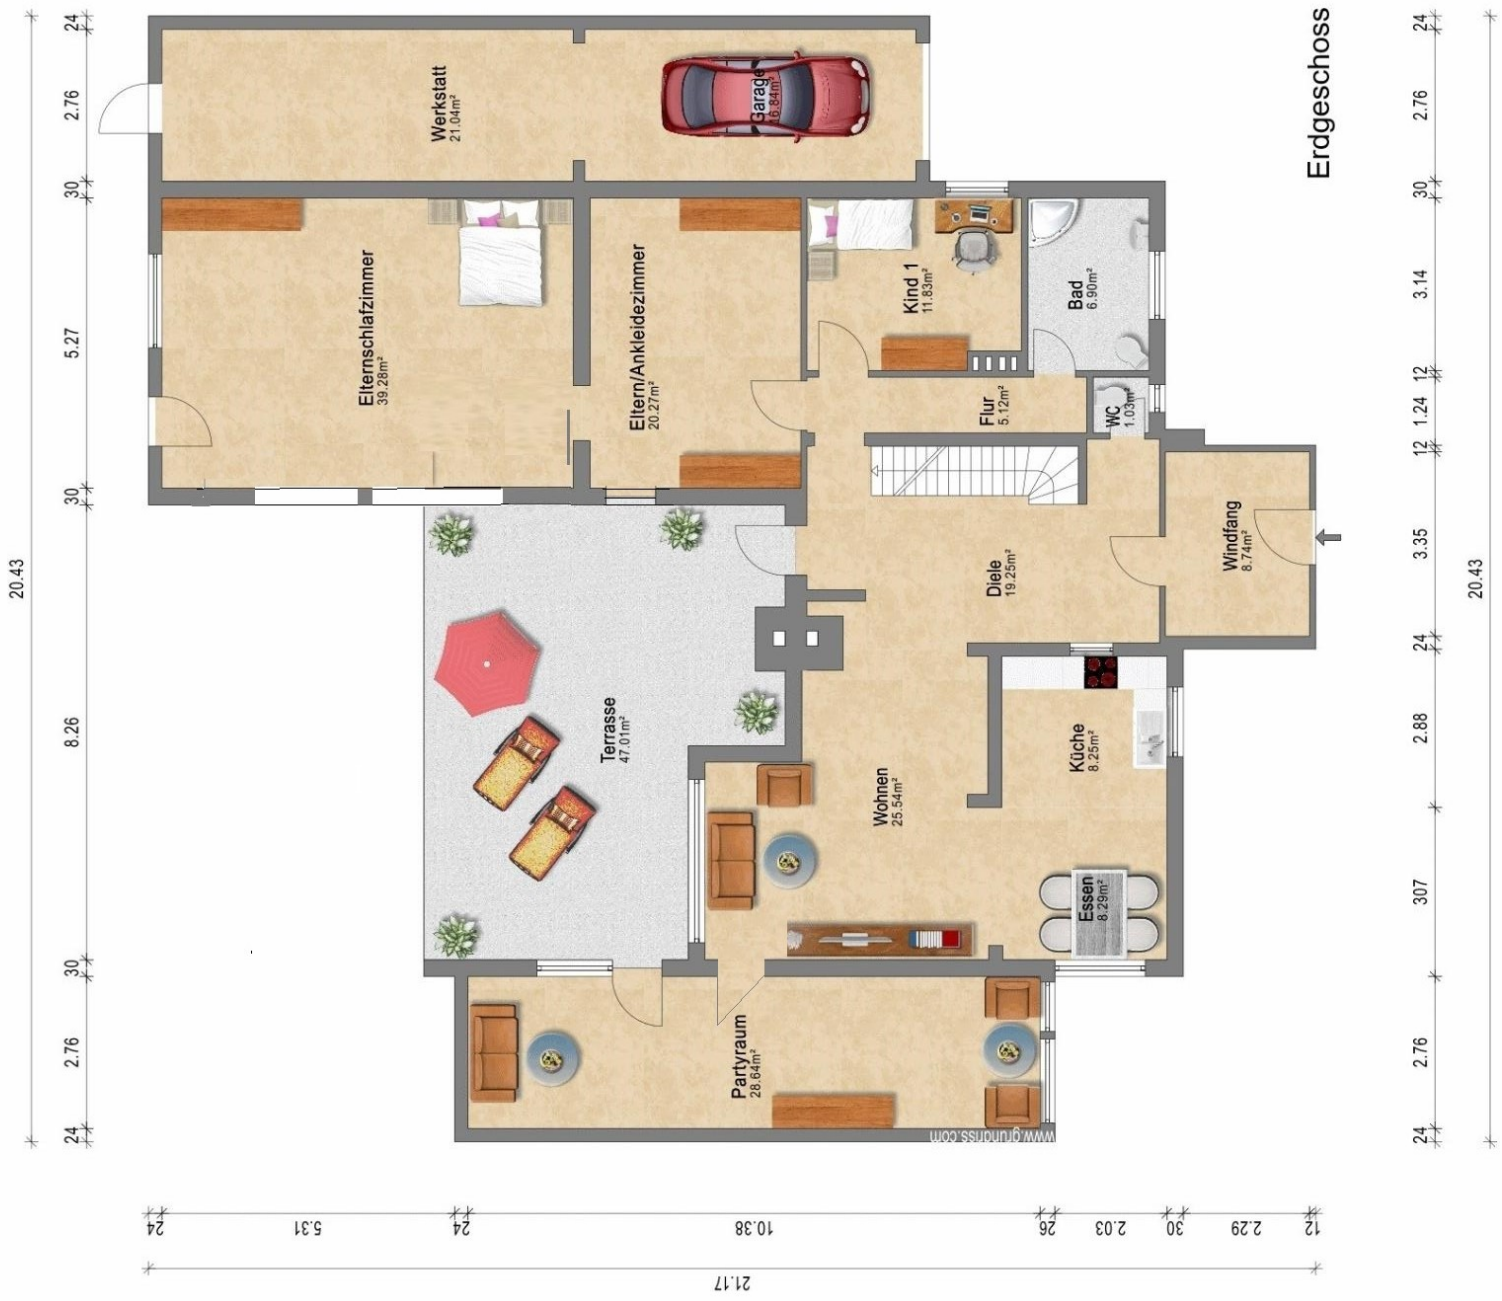 Erdgeschoss
Werkstatt
21.04m²
Garage
16.84m²
Elternschlafzimmer
39.28m²
Eltern/Ankleidezimmer
20.27m²
Kind 1
11.83m²
Bad
6.90m²
Flur
5.12m²
WC
1.03m²
Windfang
8.74m²
Diele
19.25m²
Terrasse
47.01m²
Wohnen
25.54m²
Küche
8.25m²
Essen
8.29m²
Partyraum
28.64m²
www.grundriss.com
24
2.76
30
5.27
30
8.26
30
2.76
24
20.43
24
2.76
30
3.14
12
1.24
12
3.35
24
2.88
307
2.76
24
20.43
24
5.31
24
10.38
26
2.03
30
2.29
12
21.17